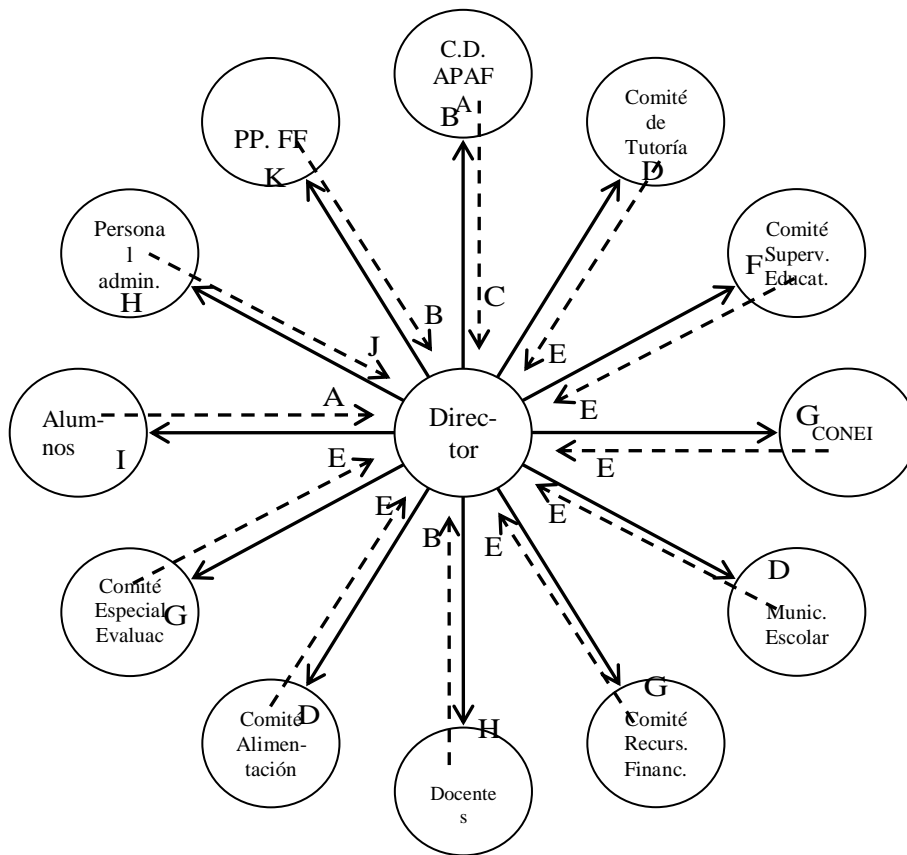 C.D.
APAF
A
B
PP. FF
K
Comité
de
Tutoría
D
Persona
l
admin.
H
Comité
Superv.
Educat.
F
C
B
J
E
E
Alum-
nos
I
A
Direc-
tor
G
CONEI
E
E
E
E
B
E
Comité
Especial
Evaluac
G
D
Munic.
Escolar
Comité
Alimen-
tación
D
H
Docente
s
G
Comité
Recurs.
Financ.